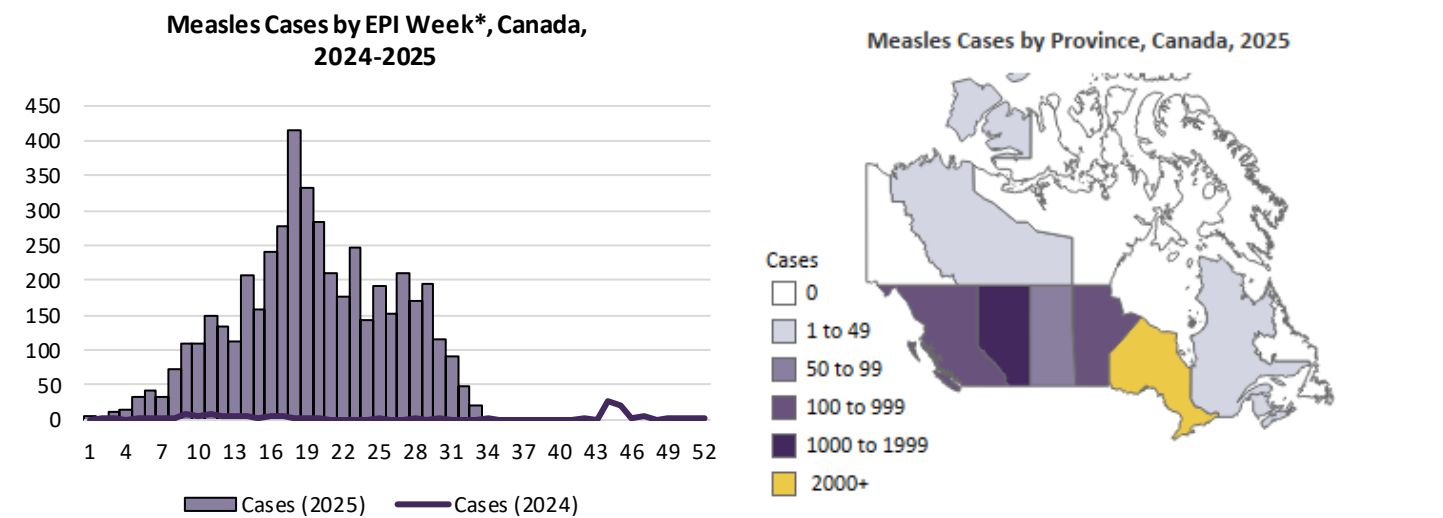 Measles Cases by EPI Week*, Canada,
2024-2025
450
400
350
300
250
200
150
100
50
0
1 4 7 10 13 16 19 22 25 28 31 34 37 40 43 46 49 52
Cases (2025) Cases (2024)
Measles Cases by Province, Canada, 2025
Cases
0
1 to 49
50 to 99
100 to 999
1000 to 1999
2000+